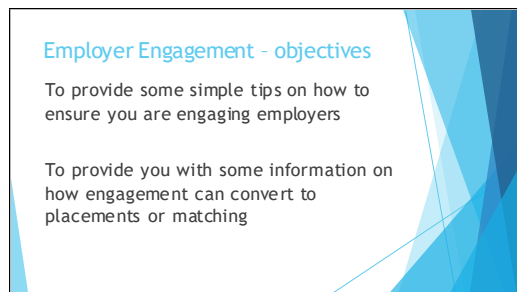 Employer Engagement – objectives
To provide some simple tips on how to
ensure you are engaging employers
To provide you with some information on
how engagement can convert to
placements or matching